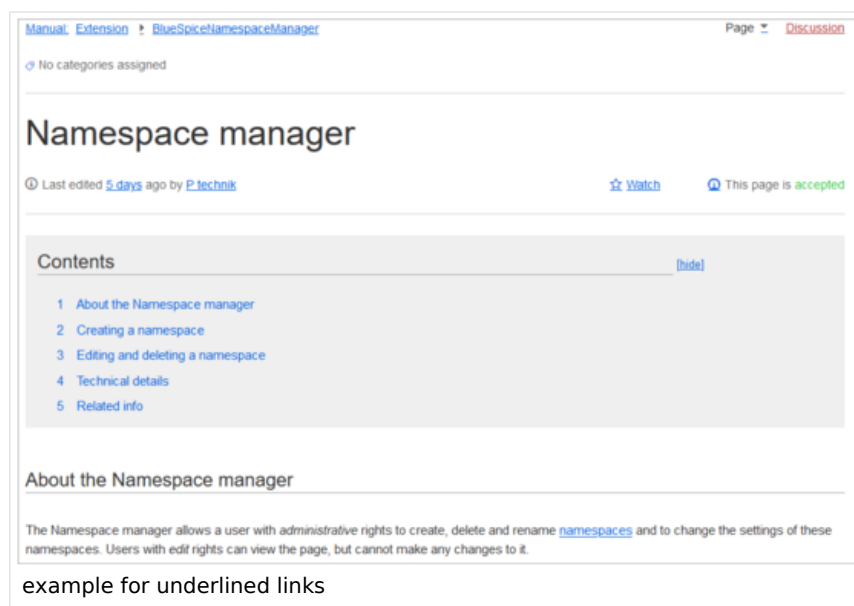 Manual: Extension BlueSpiceNamespaceManager Page Discussion
No categories assigned
Namespace manager
Last edited 5 days ago by P.technik Watch This page is accepted
Contents [hide]
1 About the Namespace manager
2 Creating a namespace
3 Editing and deleting a namespace
4 Technical details
5 Related info
About the Namespace manager
The Namespace manager allows a user with administrative rights to create, delete and rename namespaces and to change the settings of these
namespaces. Users with edit rights can view the page, but cannot make any changes to it.
example for underlined links